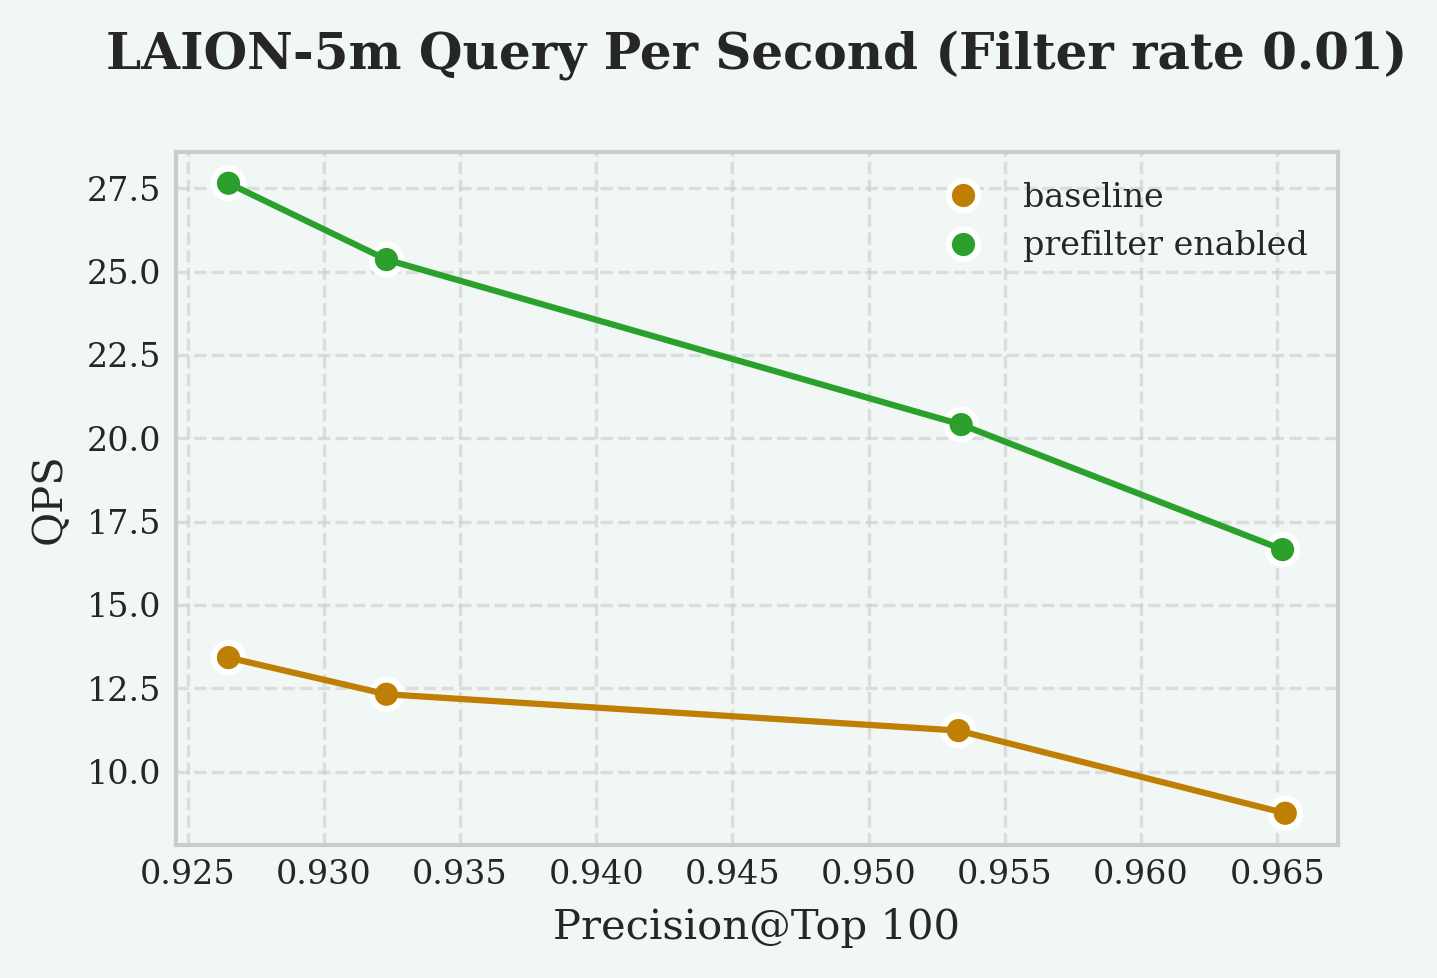 LAION-5m Query Per Second (Filter rate 0.01)
baseline
prefilter enabled
27.5
25.0
22.5
20.0
17.5
15.0
12.5
10.0
QPS
0.925 0.930 0.935 0.940 0.945 0.950 0.955 0.960 0.965
Precision@Top 100